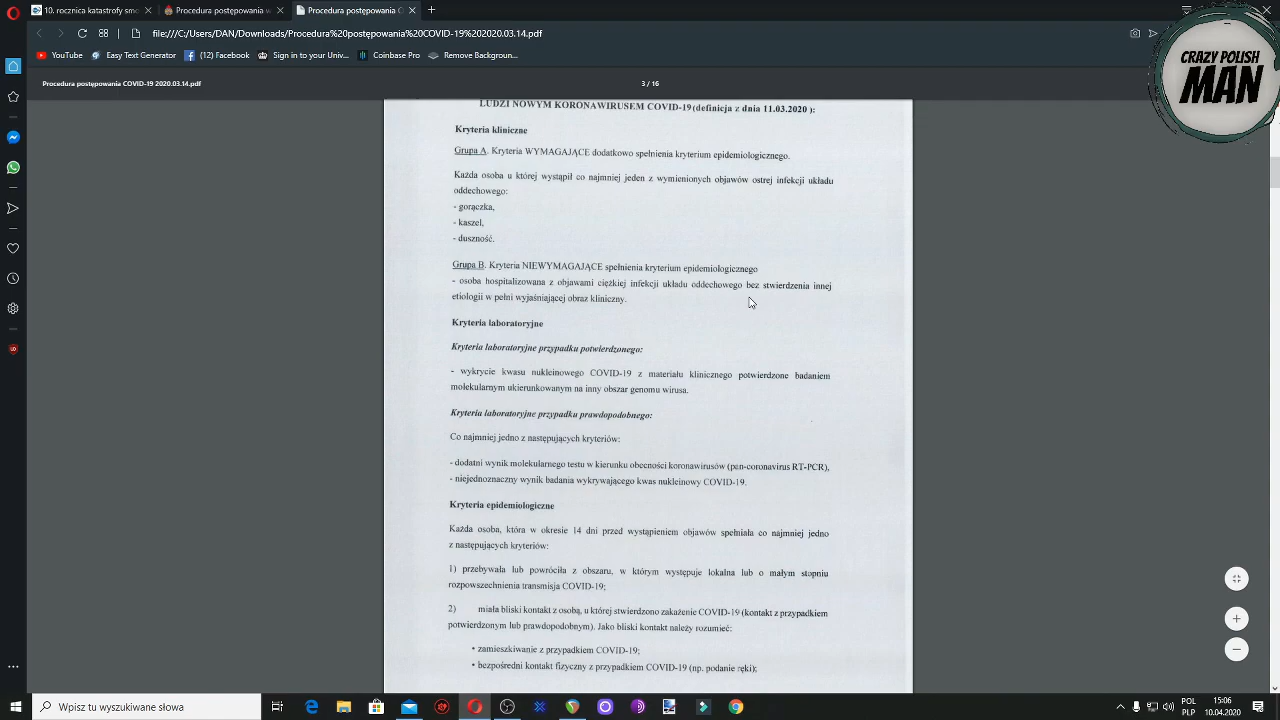 10. rocznica katastrofy smo
Procedura postępowania w
Procedura postępowania C
file:///C:/Users/DAN/Downloads/Procedura%20postępowania%20COVID-19%202020.03.14.pdf
YouTube
Easy Text Generator
(12) Facebook
Sign in to your Univ...
Coinbase Pro
Remove Backgroun...
CRAZY POLISH
MAN
Procedura postępowania COVID-19 2020.03.14.pdf
3 / 16
LUDZI NOWYM KORONAWIRUSEM COVID-19 (definicja z dnia 11.03.2020 ):
Kryteria kliniczne
Grupa A. Kryteria WYMAGAJĄCE dodatkowo spełnienia kryterium epidemiologicznego.
Każda osoba u której wystąpił co najmniej jeden z wymienionych objawów ostrej infekcji układu
oddechowego:
- gorączka,
- kaszel,
- duszność.
Grupa B. Kryteria NIEWYMAGAJĄCE spełnienia kryterium epidemiologicznego
- osoba hospitalizowana z objawami ciężkiej infekcji układu oddechowego bez stwierdzenia innej
etiologii w pełni wyjaśniającej obraz kliniczny.
Kryteria laboratoryjne
Kryteria laboratoryjne przypadku potwierdzonego:
- wykrycie kwasu nukleinowego COVID-19 z materiału klinicznego potwierdzone badaniem
molekularnym ukierunkowanym na inny obszar genomu wirusa.
Kryteria laboratoryjne przypadku prawdopodobnego:
Co najmniej jedno z następujących kryteriów:
- dodatni wynik molekularnego testu w kierunku obecności koronawirusów (pan-coronavirus RT-PCR),
- niejednoznaczny wynik badania wykrywającego kwas nukleinowy COVID-19.
Kryteria epidemiologiczne
Każda osoba, która w okresie 14 dni przed wystąpieniem objawów spełniała co najmniej jedno
z następujących kryteriów:
1) przebywała lub powróciła z obszaru, w którym występuje lokalna lub o małym stopniu
rozpowszechnienia transmisja COVID-19;
2) miała bliski kontakt z osobą, u której stwierdzono zakażenie COVID-19 (kontakt z przypadkiem
potwierdzonym lub prawdopodobnym). Jako bliski kontakt należy rozumieć:
• zamieszkiwanie z przypadkiem COVID-19;
• bezpośredni kontakt fizyczny z przypadkiem COVID-19 (np. podanie ręki);
Wpisz tu wyszukiwane słowa
POL
PLP
15:06
10.04.2020